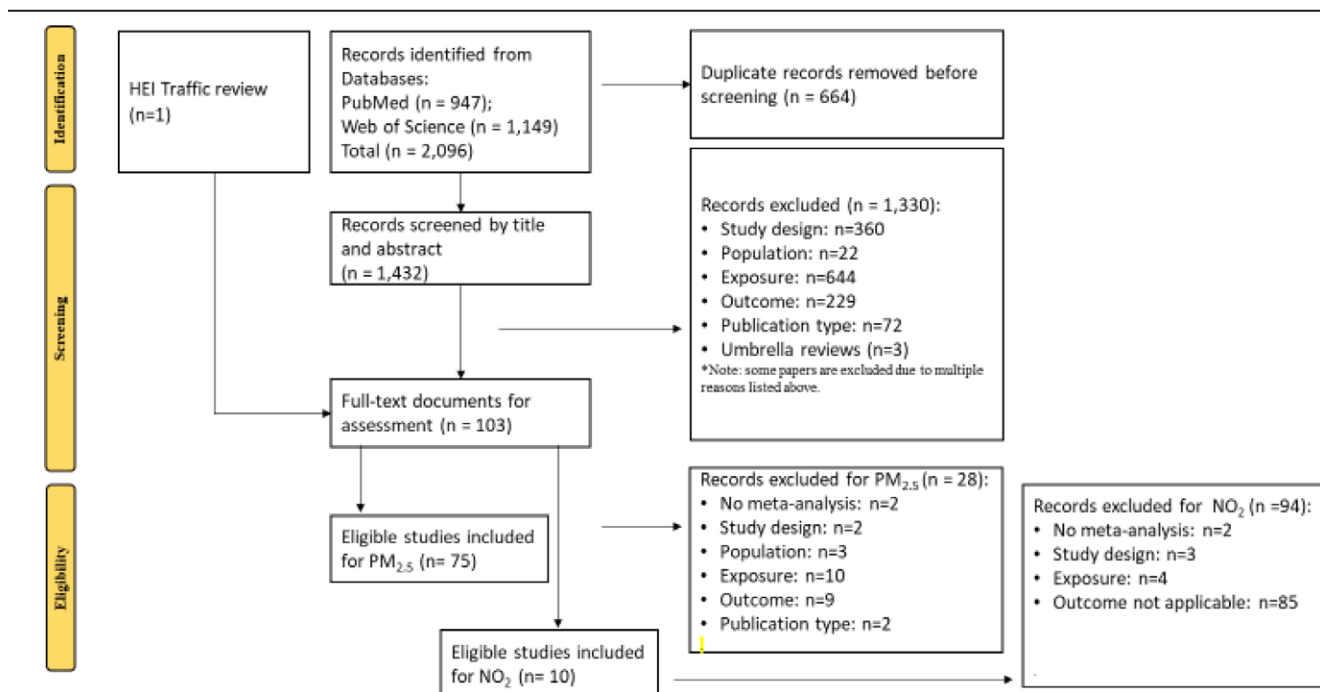 Identification
HEI Traffic review
(n=1)
Records identified from
Databases:
PubMed (n = 947);
Web of Science (n = 1,149)
Total (n = 2,096)
Duplicate records removed before
screening (n = 664)
Screening
Records screened by title
and abstract
(n = 1,432)
Records excluded (n = 1,330):
• Study design: n=360
• Population: n=22
• Exposure: n=644
• Outcome: n=229
• Publication type: n=72
• Umbrella reviews (n=3)
*Note: some papers are excluded due to multiple
reasons listed above.
Full-text documents for
assessment (n = 103)
Eligibility
Eligible studies included
for PM2.5 (n= 75)
Records excluded for PM2.5 (n = 28):
• No meta-analysis: n=2
• Study design: n=2
• Population: n=3
• Exposure: n=10
• Outcome: n=9
• Publication type: n=2
Records excluded for NO2 (n =94):
• No meta-analysis: n=2
• Study design: n=3
• Exposure: n=4
• Outcome not applicable: n=85
Eligible studies included
for NO2 (n= 10)